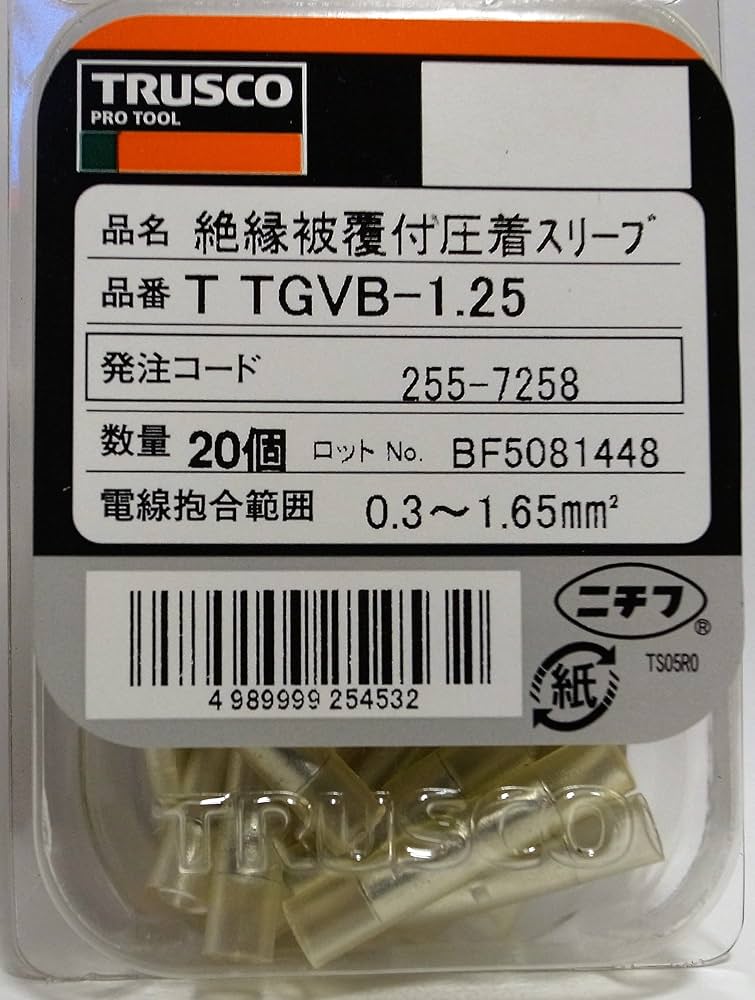 TRUSCO
PRO TOOL
品名 絶縁被覆付圧着スリーブ
品番 T TGVB-1.25
発注コード 255-7258
数量 20個 ロット No. BF5081448
電線抱合範囲 0.3～1.65mm²
ニチフ®
紙 TS05R0
4 989999 254532
TRUSCO